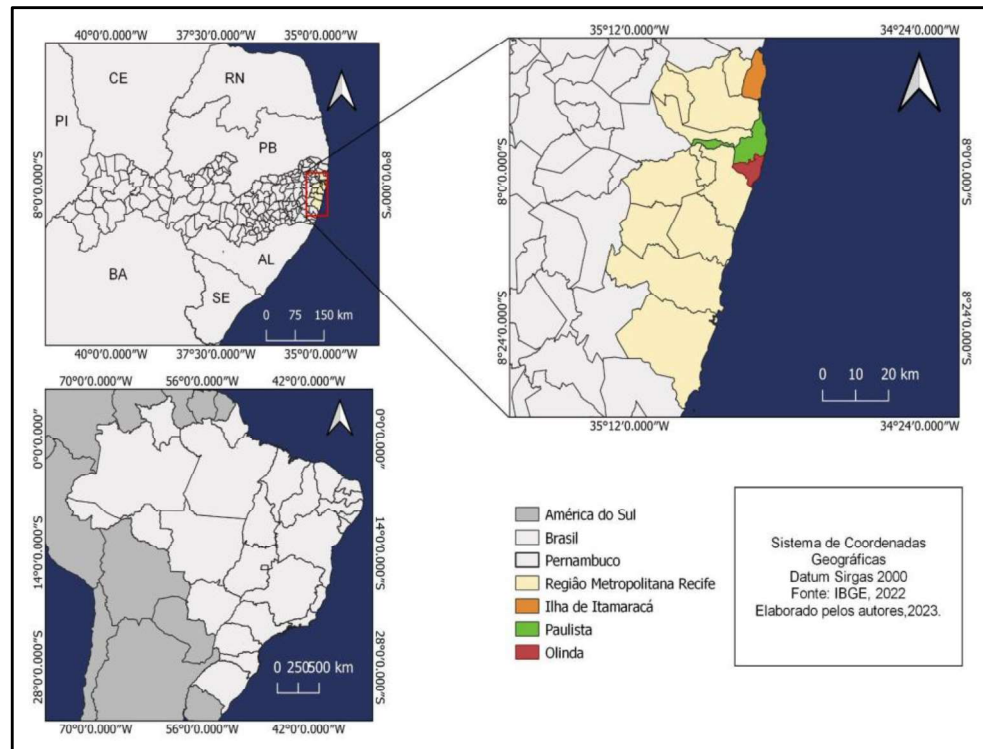 40°0'0.000"W 37°30'0.000"W 35°0'0.000"W
CE
RN
PI
PB
8°0'0.000"S
8°0'0.000"S
AL
BA
SE
0 75 150 km
40°0'0.000"W 37°30'0.000"W 35°0'0.000"W
35°12'0.000"W 34°24'0.000"W
8°0'0.000"S
8°0'0.000"S
8°24'0.000"S
8°24'0.000"S
0 10 20 km
35°12'0.000"W 34°24'0.000"W
70°0'0.000"W 56°0'0.000"W 42°0'0.000"W
0°0'0.000"
0°0'0.000"
14°0'0.000"S
14°0'0.000"S
28°0'0.000"S
28°0'0.000"S
0 250500 km
70°0'0.000"W 56°0'0.000"W 42°0'0.000"W
América do Sul
Brasil
Pernambuco
Região Metropolitana Recife
Ilha de Itamaracá
Paulista
Olinda
Sistema de Coordenadas
Geográficas
Datum Sirgas 2000
Fonte: IBGE, 2022
Elaborado pelos autores,2023.